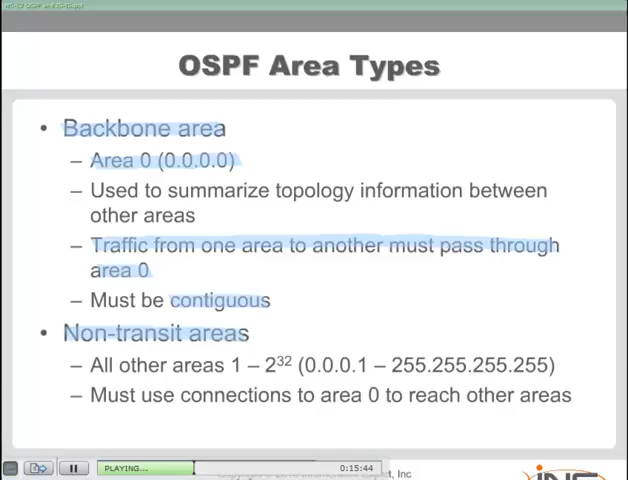 OSPF Area Types
• Backbone area
– Area 0 (0.0.0.0)
– Used to summarize topology information between
other areas
– Traffic from one area to another must pass through
area 0
– Must be contiguous
• Non-transit areas
– All other areas 1 – 2³² (0.0.0.1 – 255.255.255.255)
– Must use connections to area 0 to reach other areas
PLAYING...
0:15:44
Inc